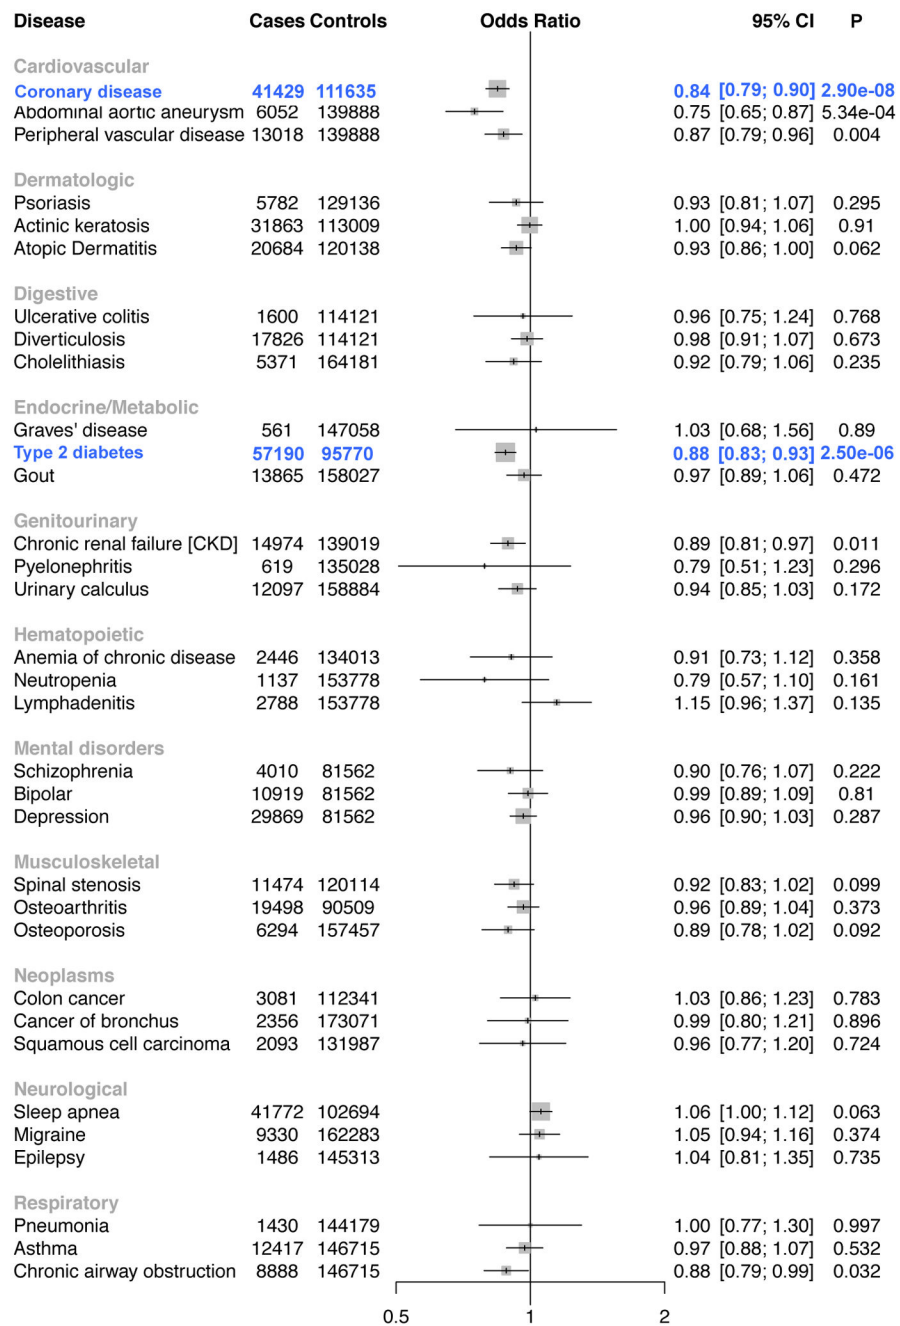 Disease Cases Controls Odds Ratio 95% CI P
Cardiovascular
Coronary disease 41429 111635 0.84 [0.79; 0.90] 2.90e-08
Abdominal aortic aneurysm 6052 139888 0.75 [0.65; 0.87] 5.34e-04
Peripheral vascular disease 13018 139888 0.87 [0.79; 0.96] 0.004
Dermatologic
Psoriasis 5782 129136 0.93 [0.81; 1.07] 0.295
Actinic keratosis 31863 113009 1.00 [0.94; 1.06] 0.91
Atopic Dermatitis 20684 120138 0.93 [0.86; 1.00] 0.062
Digestive
Ulcerative colitis 1600 114121 0.96 [0.75; 1.24] 0.768
Diverticulosis 17826 114121 0.98 [0.91; 1.07] 0.673
Cholelithiasis 5371 164181 0.92 [0.79; 1.06] 0.235
Endocrine/Metabolic
Graves' disease 561 147058 1.03 [0.68; 1.56] 0.89
Type 2 diabetes 57190 95770 0.88 [0.83; 0.93] 2.50e-06
Gout 13865 158027 0.97 [0.89; 1.06] 0.472
Genitourinary
Chronic renal failure [CKD] 14974 139019 0.89 [0.81; 0.97] 0.011
Pyelonephritis 619 135028 0.79 [0.51; 1.23] 0.296
Urinary calculus 12097 158884 0.94 [0.85; 1.03] 0.172
Hematopoietic
Anemia of chronic disease 2446 134013 0.91 [0.73; 1.12] 0.358
Neutropenia 1137 153778 0.79 [0.57; 1.10] 0.161
Lymphadenitis 2788 153778 1.15 [0.96; 1.37] 0.135
Mental disorders
Schizophrenia 4010 81562 0.90 [0.76; 1.07] 0.222
Bipolar 10919 81562 0.99 [0.89; 1.09] 0.81
Depression 29869 81562 0.96 [0.90; 1.03] 0.287
Musculoskeletal
Spinal stenosis 11474 120114 0.92 [0.83; 1.02] 0.099
Osteoarthritis 19498 90509 0.96 [0.89; 1.04] 0.373
Osteoporosis 6294 157457 0.89 [0.78; 1.02] 0.092
Neoplasms
Colon cancer 3081 112341 1.03 [0.86; 1.23] 0.783
Cancer of bronchus 2356 173071 0.99 [0.80; 1.21] 0.896
Squamous cell carcinoma 2093 131987 0.96 [0.77; 1.20] 0.724
Neurological
Sleep apnea 41772 102694 1.06 [1.00; 1.12] 0.063
Migraine 9330 162283 1.05 [0.94; 1.16] 0.374
Epilepsy 1486 145313 1.04 [0.81; 1.35] 0.735
Respiratory
Pneumonia 1430 144179 1.00 [0.77; 1.30] 0.997
Asthma 12417 146715 0.97 [0.88; 1.07] 0.532
Chronic airway obstruction 8888 146715 0.88 [0.79; 0.99] 0.032
0.5 1 2